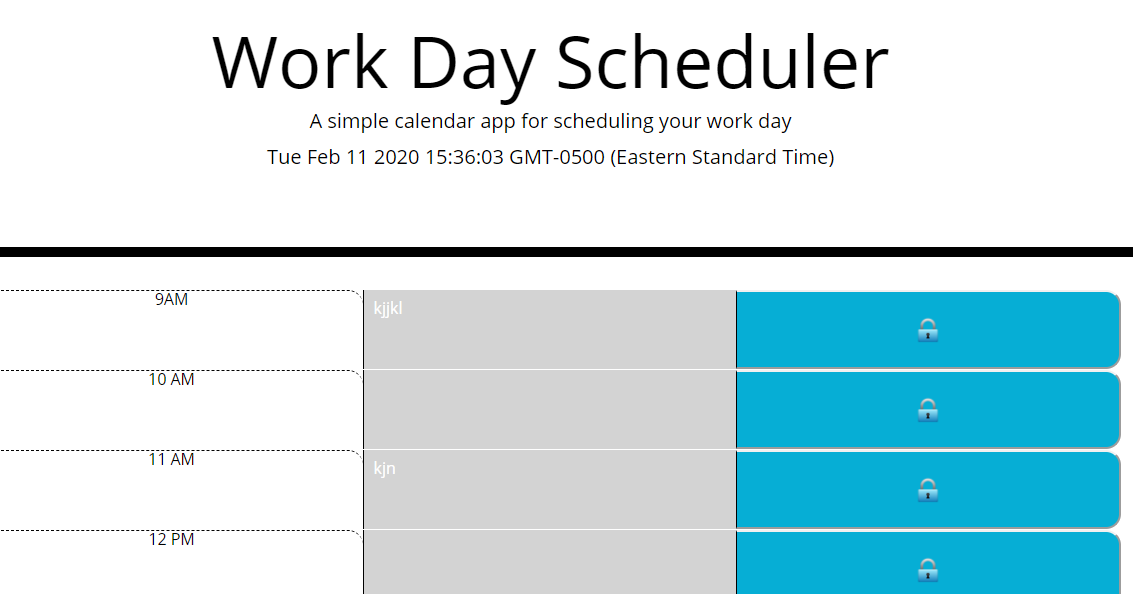 Work Day Scheduler
A simple calendar app for scheduling your work day
Tue Feb 11 2020 15:36:03 GMT-0500 (Eastern Standard Time)
9AM
kjjkl
10 AM
11 AM
kjn
12 PM